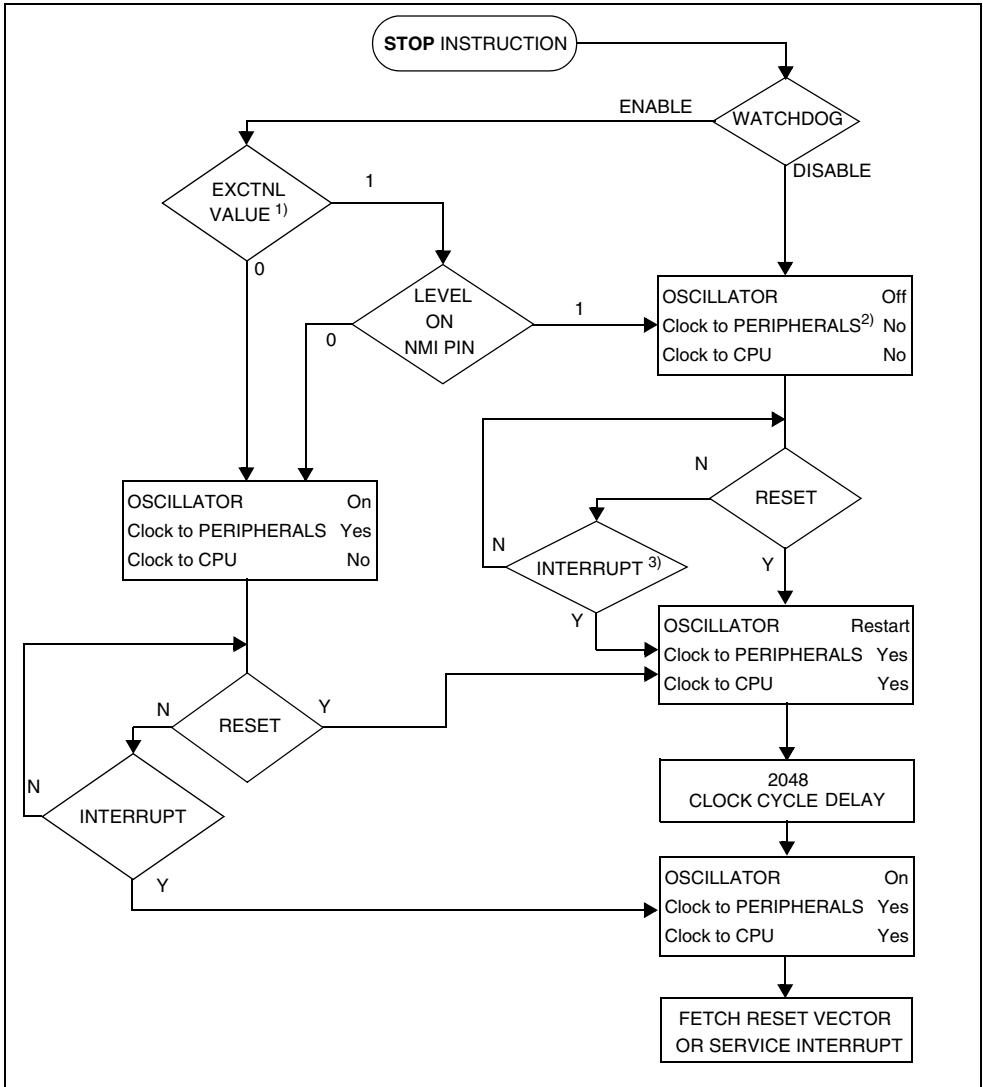 STOP INSTRUCTION
WATCHDOG
ENABLE
DISABLE
EXCTNL
VALUE 1)
1
0
LEVEL
ON
NMI PIN
1
0
OSCILLATOR Off
Clock to PERIPHERALS2) No
Clock to CPU No
N
RESET
Y
N
INTERRUPT 3)
Y
OSCILLATOR On
Clock to PERIPHERALS Yes
Clock to CPU No
OSCILLATOR Restart
Clock to PERIPHERALS Yes
Clock to CPU Yes
N
RESET
Y
N
INTERRUPT
Y
2048
CLOCK CYCLE DELAY
OSCILLATOR On
Clock to PERIPHERALS Yes
Clock to CPU Yes
FETCH RESET VECTOR
OR SERVICE INTERRUPT